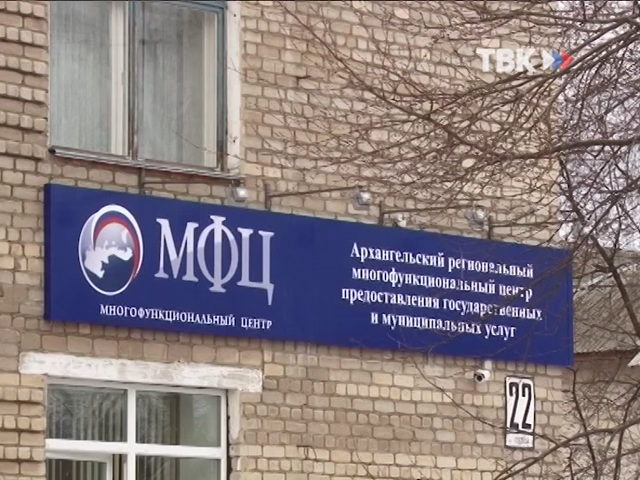 ТВК
МФЦ
МНОГОФУНКЦИОНАЛЬНЫЙ ЦЕНТР
Архангельский региональный
многофункциональный центр
предоставления государственных
и муниципальных услуг
22